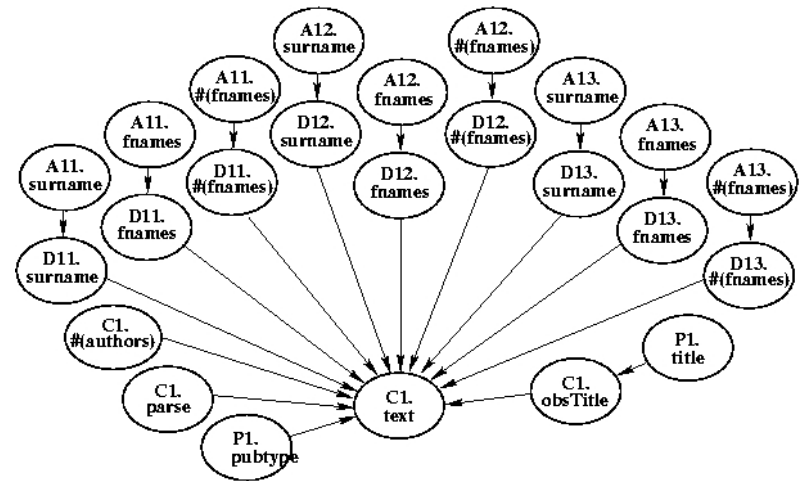 A12.
surname
A12.
#(fnames)
A11.
#(fnames)
A12.
fnames
A13.
surname
A11.
fnames
A13.
fnames
D12.
surname
D12.
#(fnames)
A11.
surname
D11.
#(fnames)
D12.
fnames
D13.
surname
A13.
#(fnames)
D11.
fnames
D13.
fnames
D11.
surname
D13.
#(fnames)
C1.
#(authors)
P1.
title
C1.
parse
C1.
text
C1.
obsTitle
P1.
pubtype